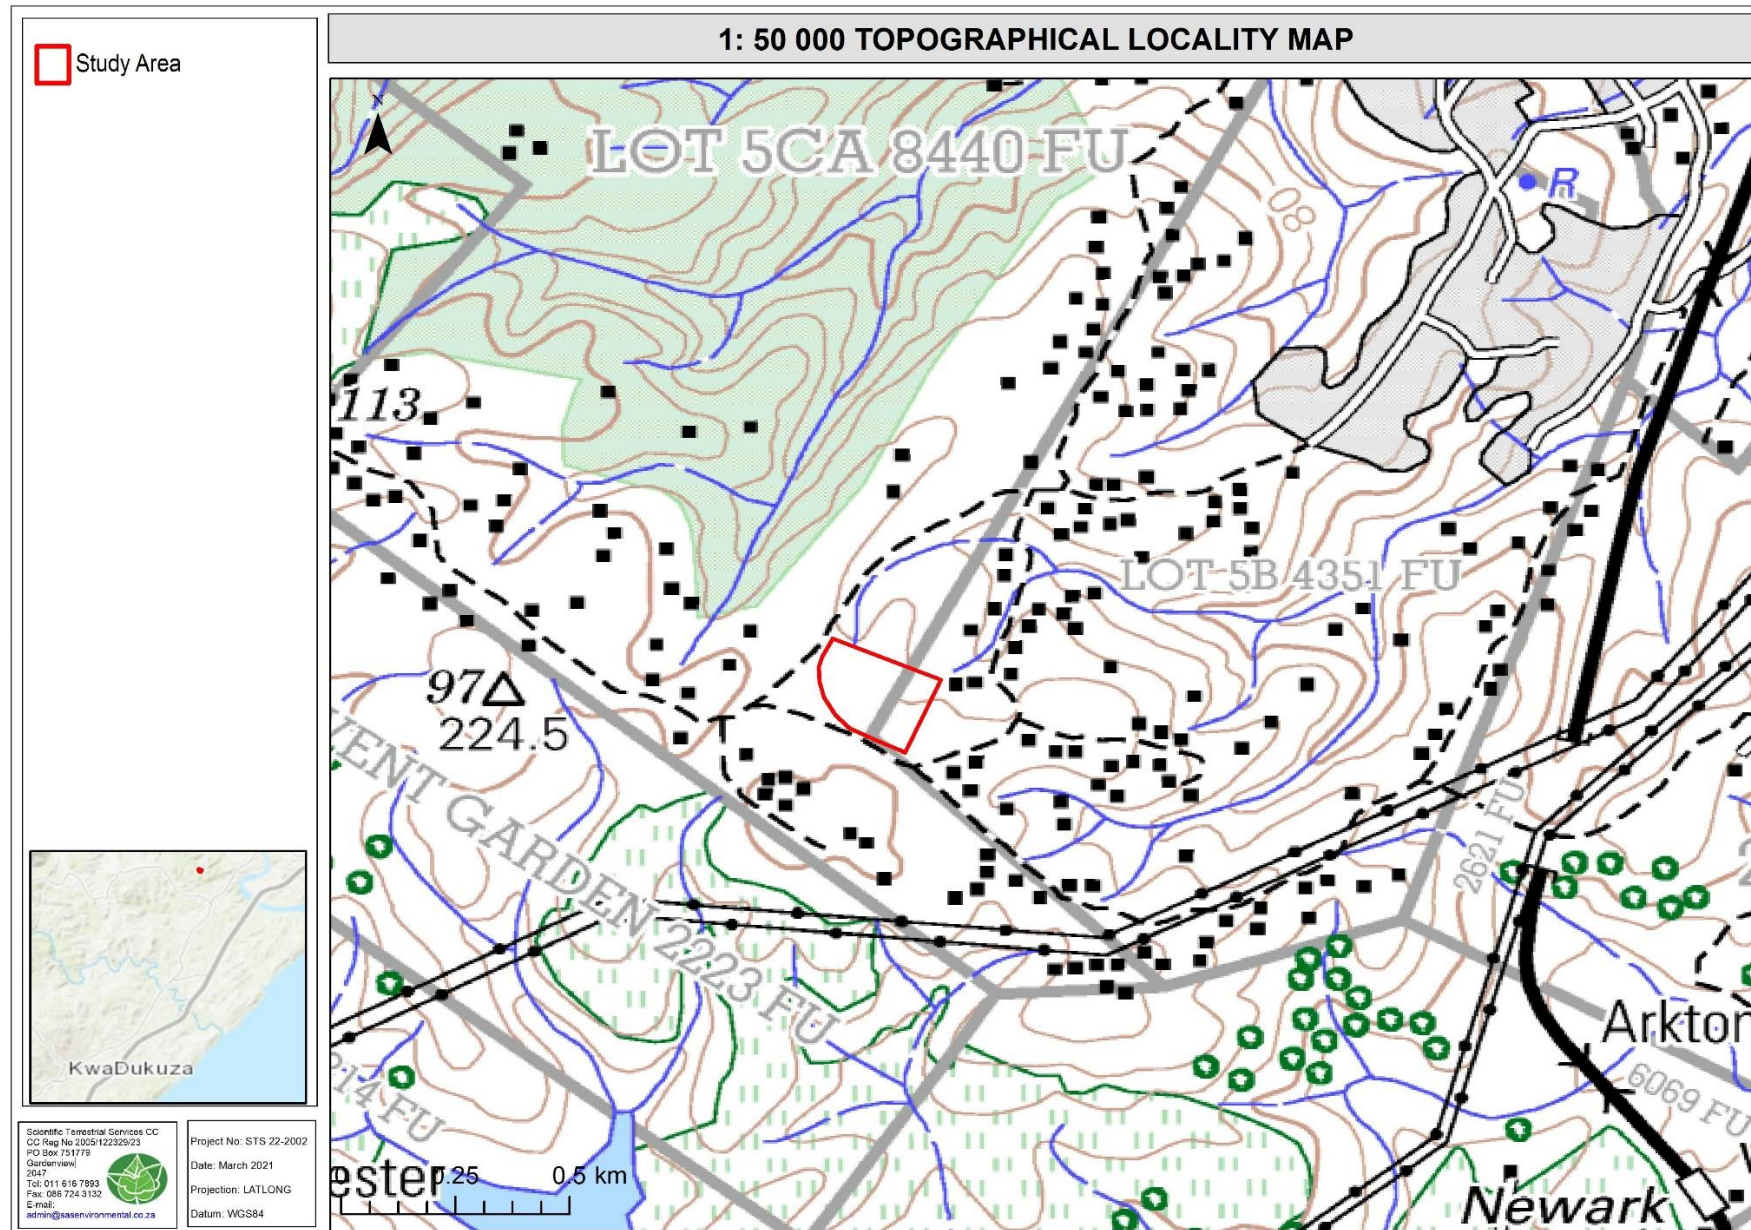 Study Area
1: 50 000 TOPOGRAPHICAL LOCALITY MAP
N
LOT 5CA 8440 FU
80
R
113
LOT 5B 4351 FU
97
224.5
VENT GARDEN 2223 FU
2621 FU
Arkton
6069 FU
214 FU
ester
0.25
0.5 km
Newark
KwaDukuza
Scientific Terrestrial Services CC
CC Reg No 2005/122329/23
PO Box 751779
Gardenview
2047
Tel: 011 616 7893
Fax: 086 724 3132
E-mail:
admin@sasenvironmental.co.za
Project No: STS 22-2002
Date: March 2021
Projection: LATLONG
Datum: WGS84